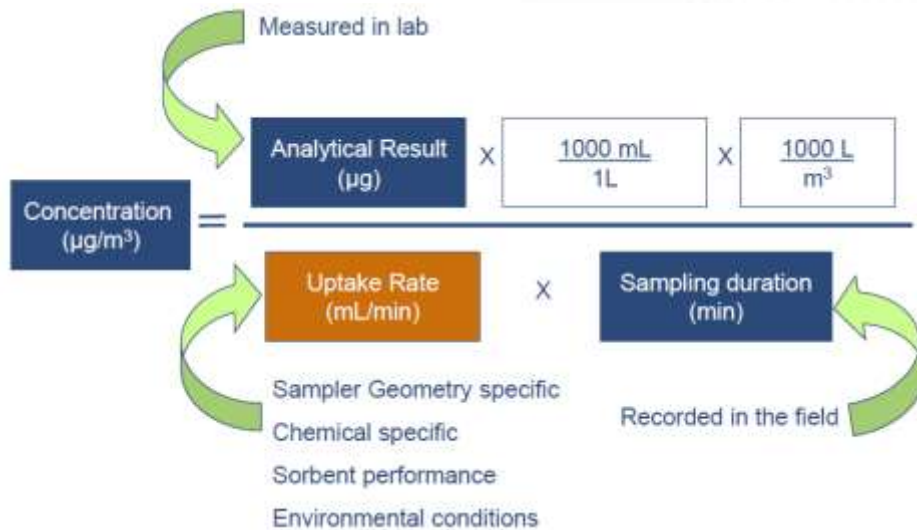 Measured in lab
Analytical Result
(µg)
X
1000 mL
1L
X
1000 L
m³
Concentration
(µg/m³)
=
Uptake Rate
(mL/min)
X
Sampling duration
(min)
Sampler Geometry specific
Chemical specific
Sorbent performance
Environmental conditions
Recorded in the field